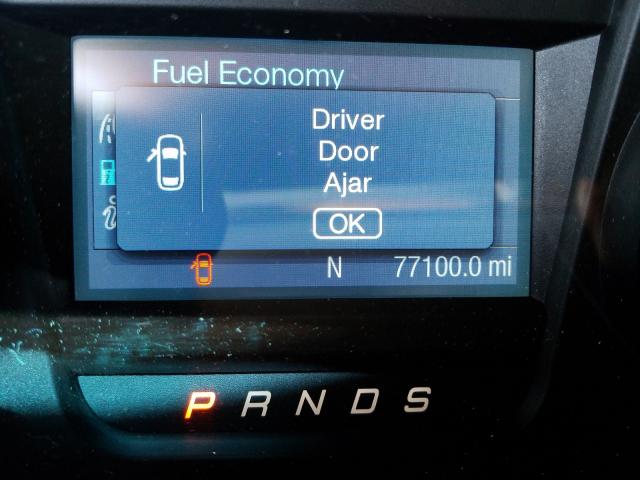 Fuel Economy
Driver
Door
Ajar
OK
N 77100.0 mi
P R N D S